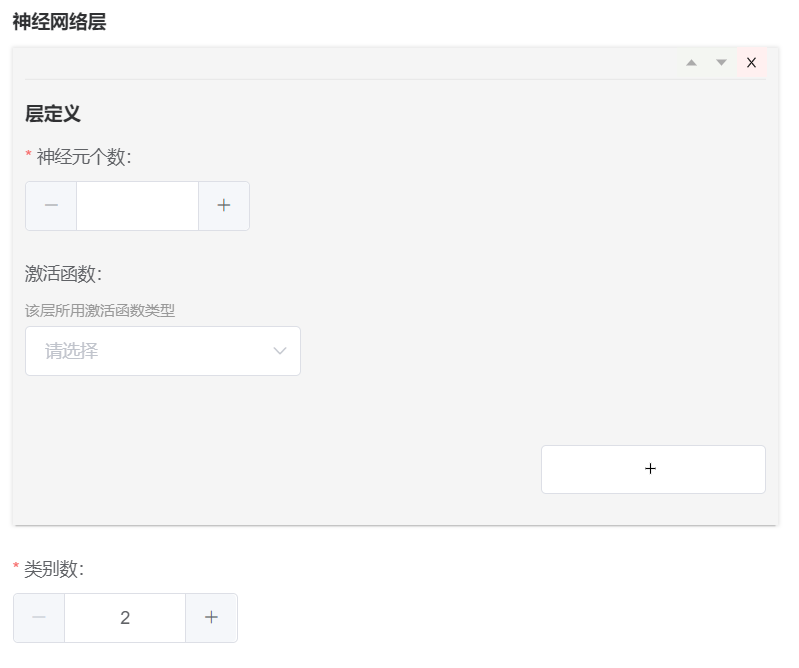 神经网络层
X
层定义
* 神经元个数:
− +
激活函数:
该层所用激活函数类型
请选择
+
* 类别数:
− 2 +